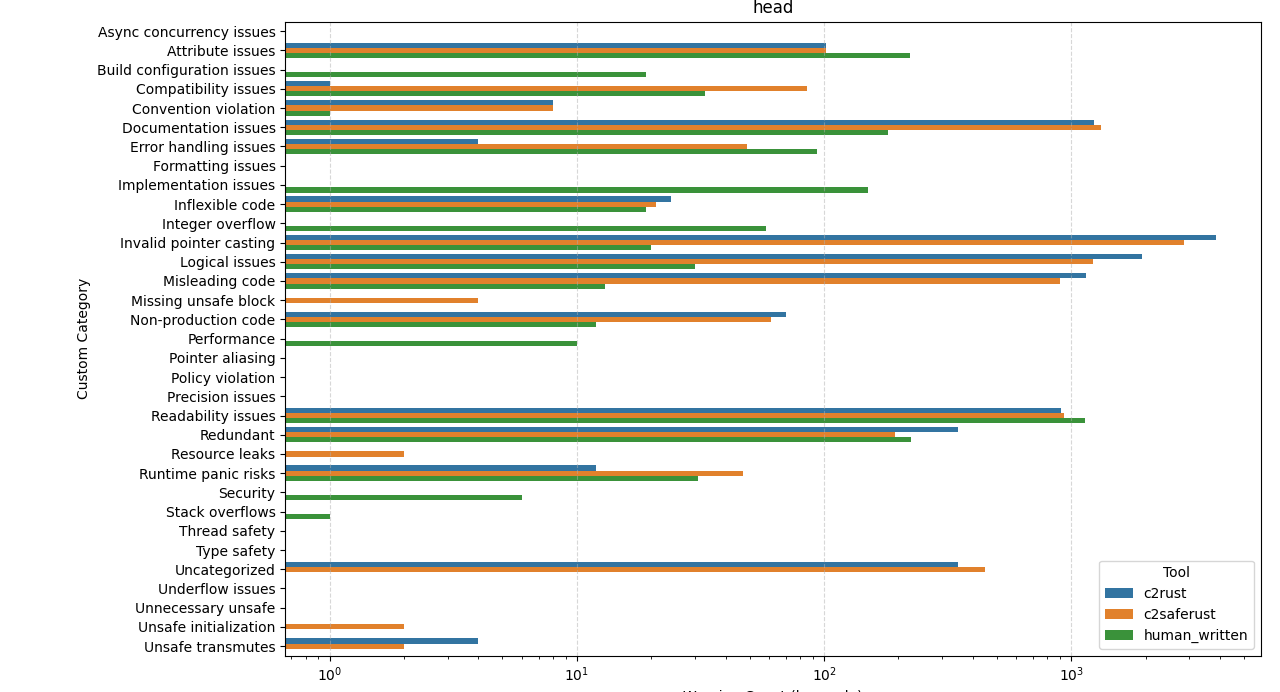 head
Custom Category
Async concurrency issues
Attribute issues
Build configuration issues
Compatibility issues
Convention violation
Documentation issues
Error handling issues
Formatting issues
Implementation issues
Inflexible code
Integer overflow
Invalid pointer casting
Logical issues
Misleading code
Missing unsafe block
Non-production code
Performance
Pointer aliasing
Policy violation
Precision issues
Readability issues
Redundant
Resource leaks
Runtime panic risks
Security
Stack overflows
Thread safety
Type safety
Uncategorized
Underflow issues
Unnecessary unsafe
Unsafe initialization
Unsafe transmutes
Tool
c2rust
c2saferust
human_written
10⁰ 10¹ 10² 10³